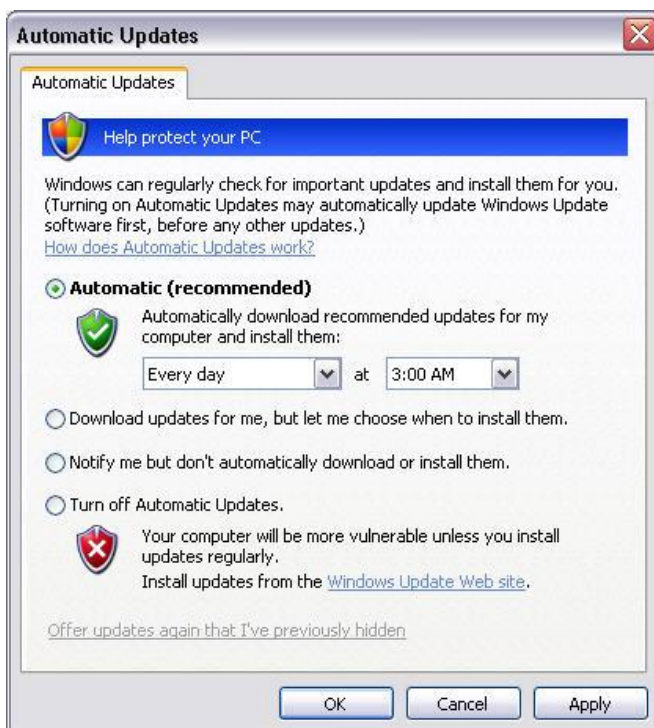 Automatic Updates
Automatic Updates
Help protect your PC
Windows can regularly check for important updates and install them for you.
(Turning on Automatic Updates may automatically update Windows Update
software first, before any other updates.)
How does Automatic Updates work?
Automatic (recommended)
Automatically download recommended updates for my
computer and install them:
Every day at 3:00 AM
Download updates for me, but let me choose when to install them.
Notify me but don't automatically download or install them.
Turn off Automatic Updates.
Your computer will be more vulnerable unless you install
updates regularly.
Install updates from the Windows Update Web site.
Offer updates again that I've previously hidden
OK Cancel Apply